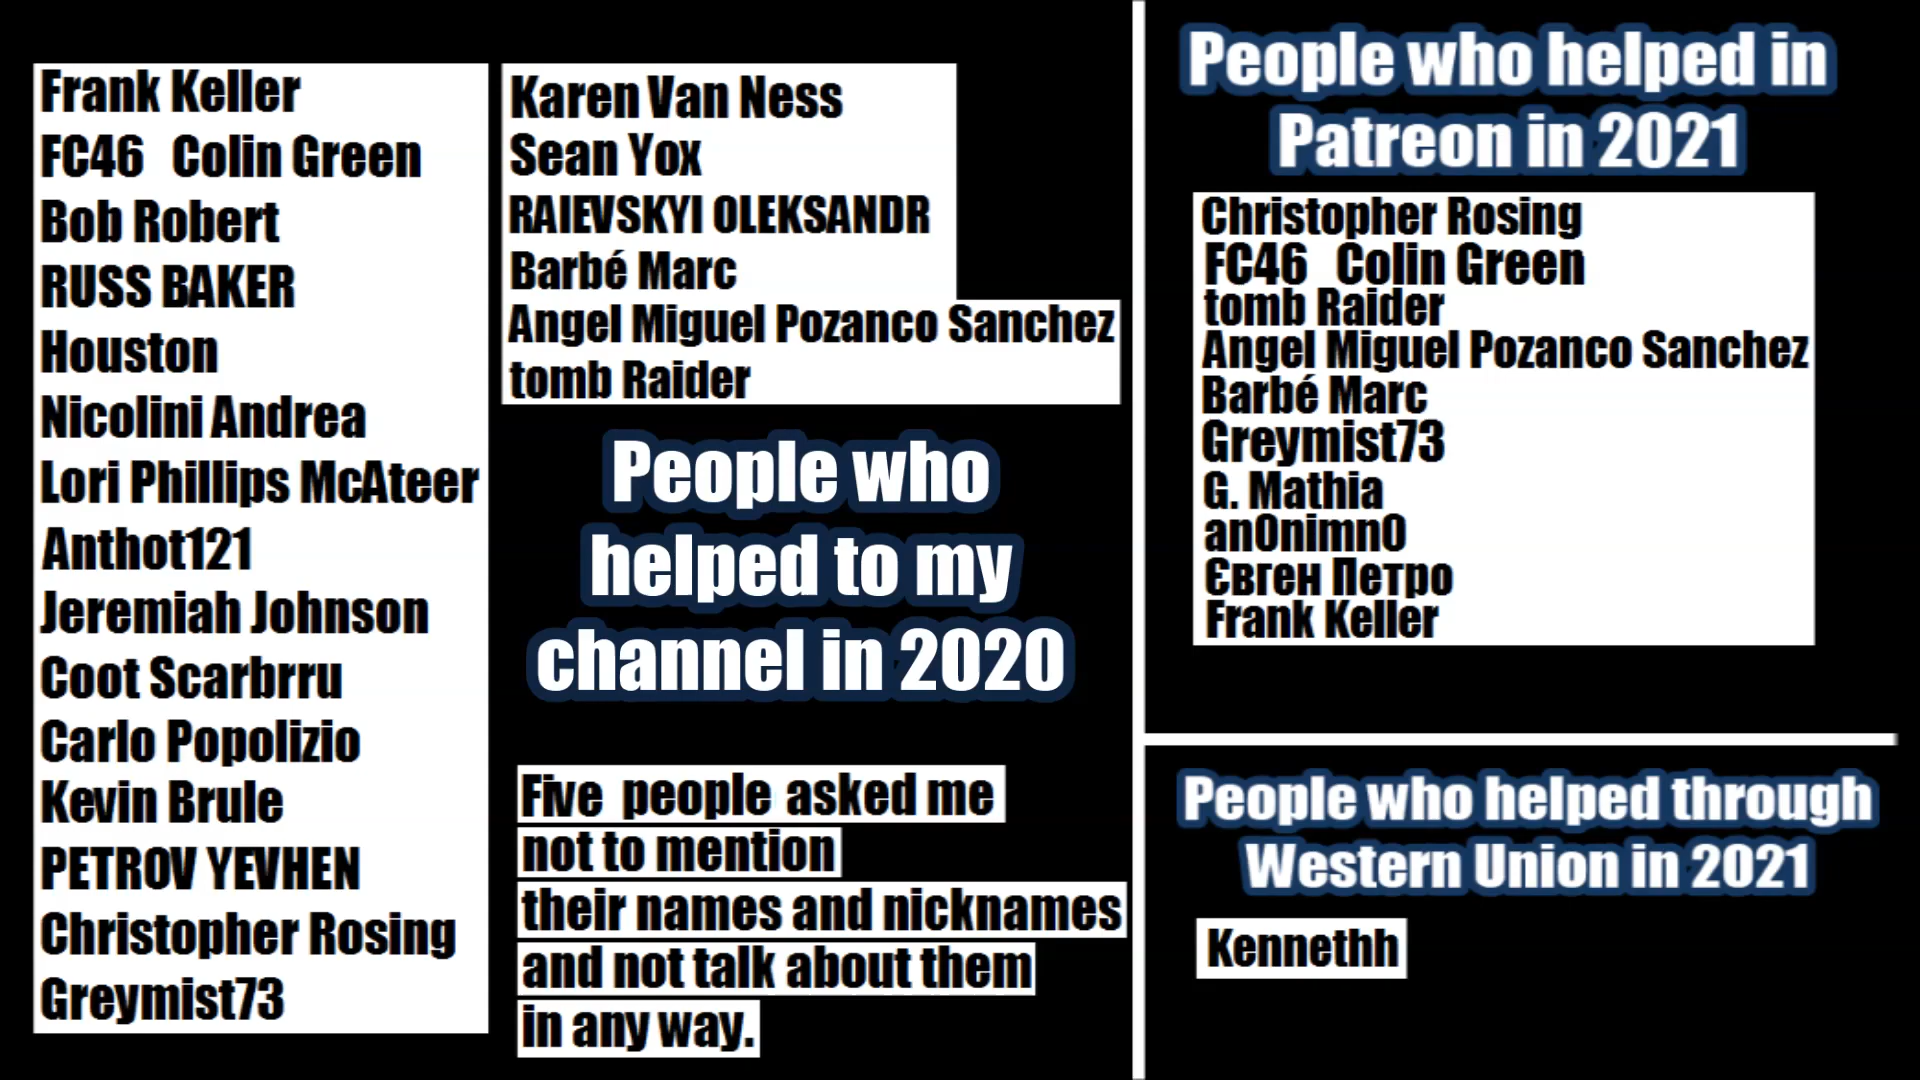 Frank Keller
FC46 Colin Green
Bob Robert
RUSS BAKER
Houston
Nicolini Andrea
Lori Phillips McAteer
Anthot121
Jeremiah Johnson
Coot Scarbrru
Carlo Popolizio
Kevin Brule
PETROV YEVHEN
Christopher Rosing
Greymist73
Karen Van Ness
Sean Yox
RAIEVSKYI OLEKSANDR
Barbé Marc
Angel Miguel Pozanco Sanchez
tomb Raider
People who
helped to my
channel in 2020
Five people asked me
not to mention
their names and nicknames
and not talk about them
in any way.
People who helped in
Patreon in 2021
Christopher Rosing
FC46 Colin Green
tomb Raider
Angel Miguel Pozanco Sanchez
Barbé Marc
Greymist73
G. Mathia
an0nimn0
Євген Петро
Frank Keller
People who helped through
Western Union in 2021
Kennethh